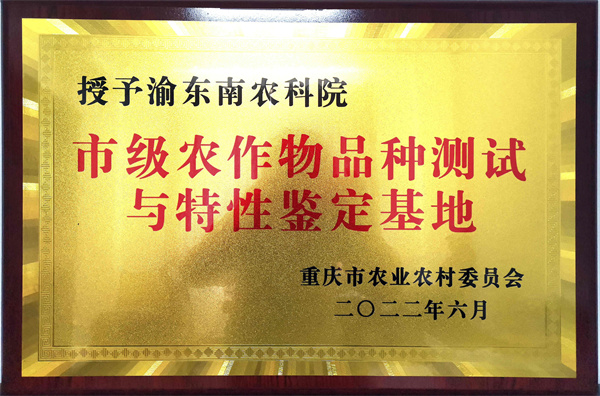 授予渝东南农科院
市级农作物品种测试
与特性鉴定基地
重庆市农业农村委员会
二〇二二年六月